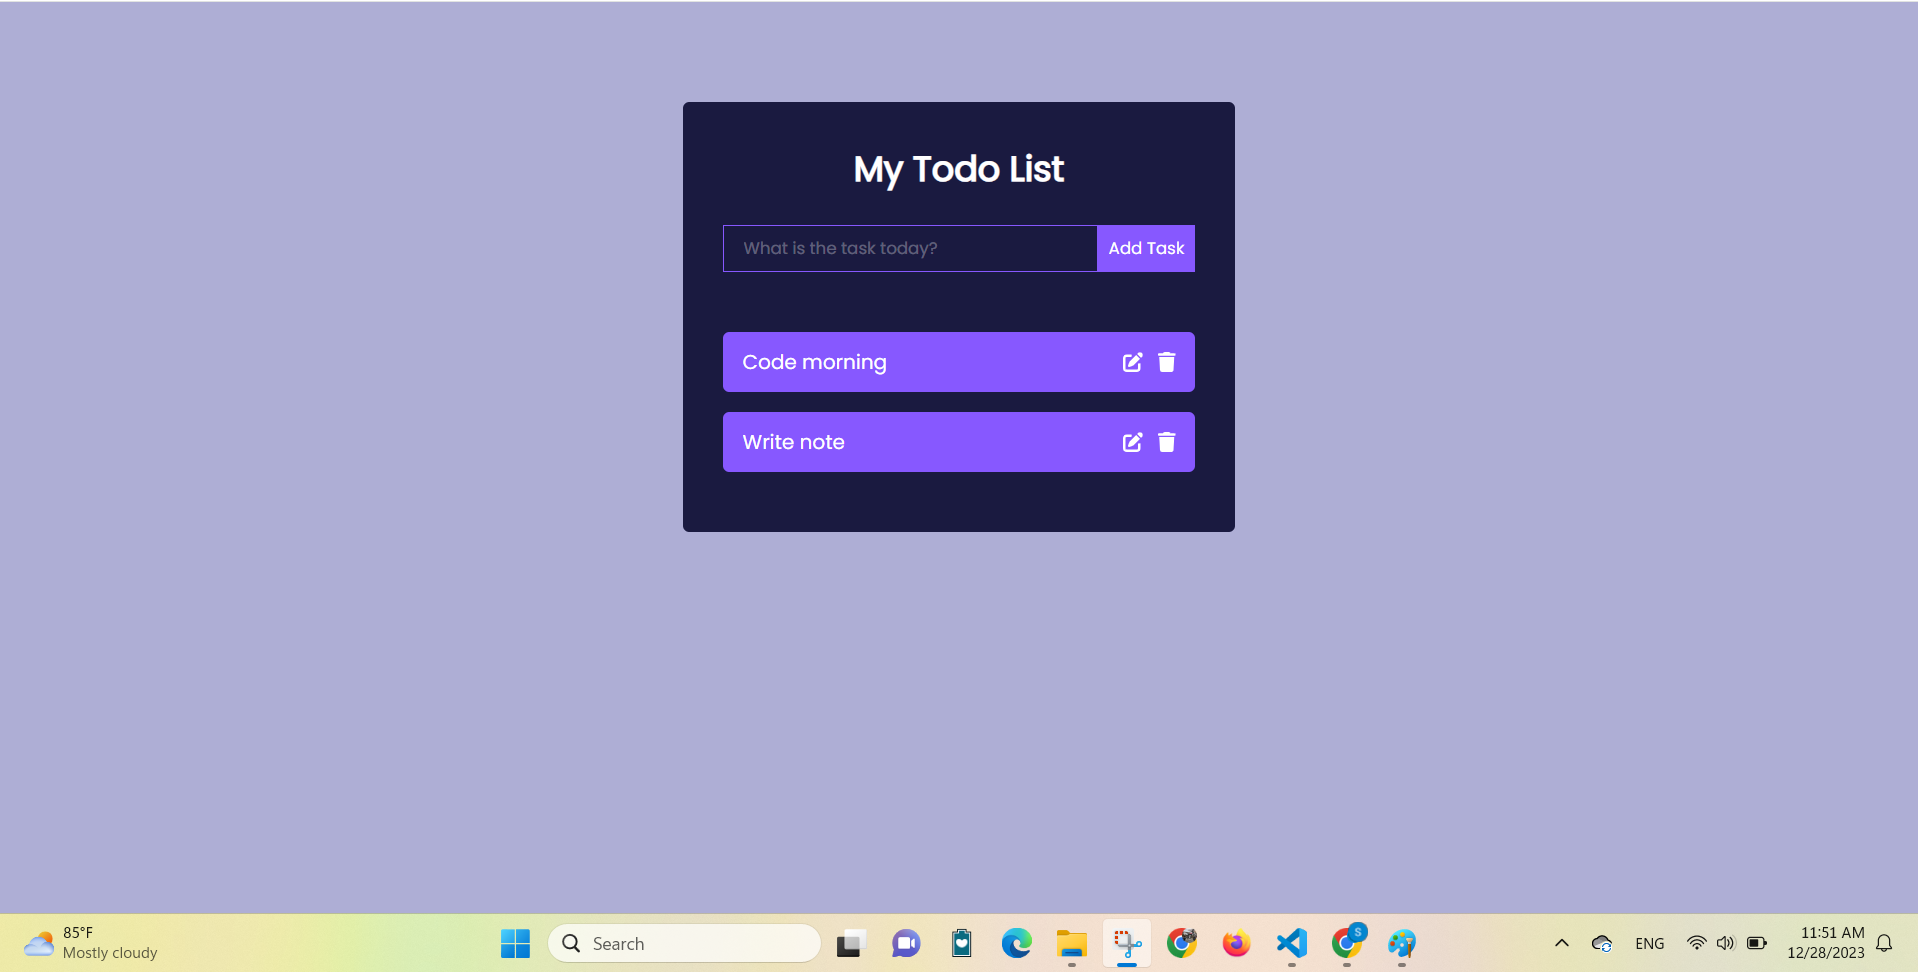 My Todo List
What is the task today?
Add Task
Code morning
Write note
85°F
Mostly cloudy
Search
S
ENG
11:51 AM
12/28/2023